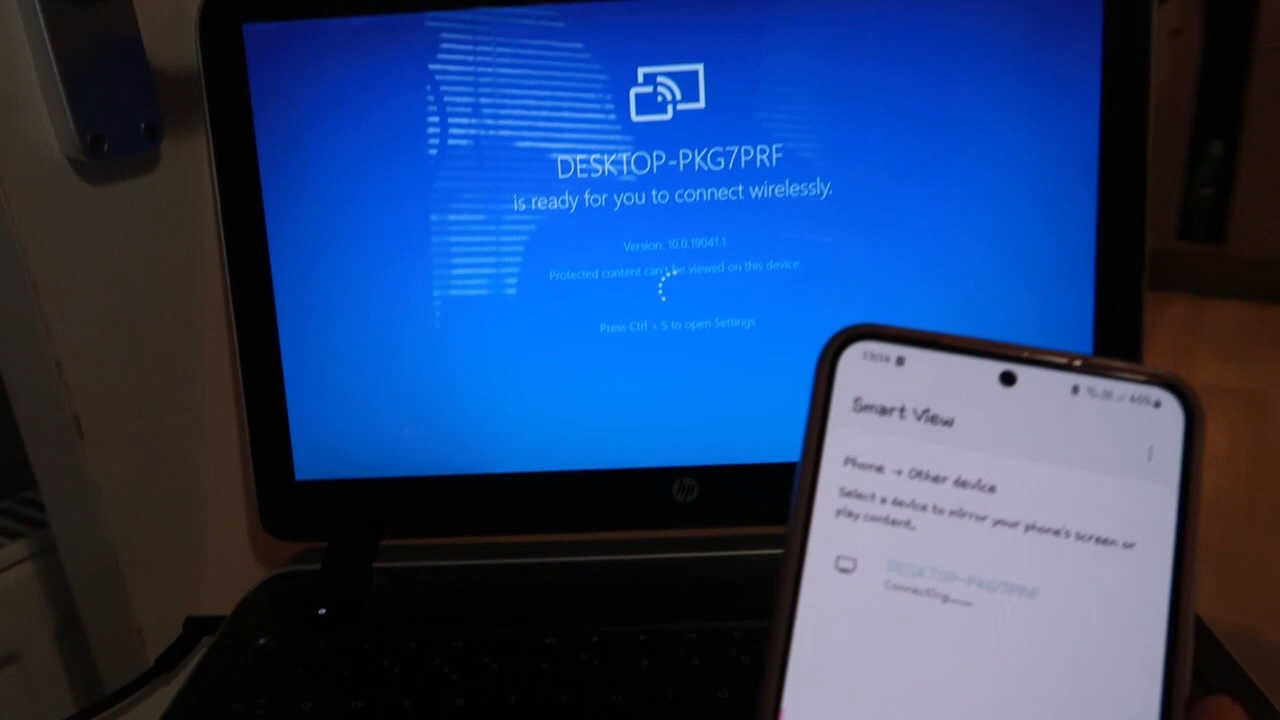 DESKTOP-PKG7PRF
is ready for you to connect wirelessly.
Version: 10.0.19041.1
Protected content can't be viewed on this device.
Press Ctrl + S to open Settings
hp
Smart View
Phone → Other device
Select a device to mirror your phone's screen or
play content.
DESKTOP-PKG7PRF
Connecting...